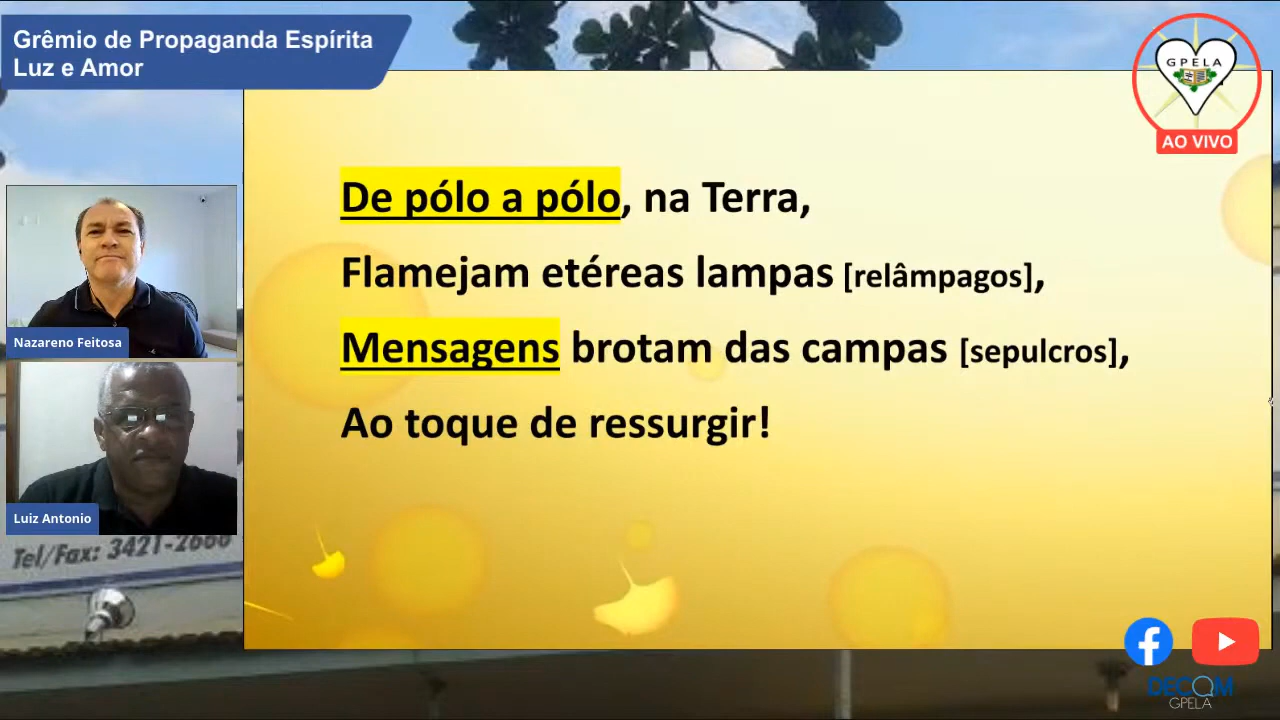 Grêmio de Propaganda Espírita
Luz e Amor
GPELA
AO VIVO
De pólo a pólo, na Terra,
Flamejam etéreas lampas [relâmpagos],
Mensagens brotam das campas [sepulcros],
Ao toque de ressurgir!
Nazareno Feitosa
Luiz Antonio
Tel/Fax: 3421-2666
DECOM
GPELA